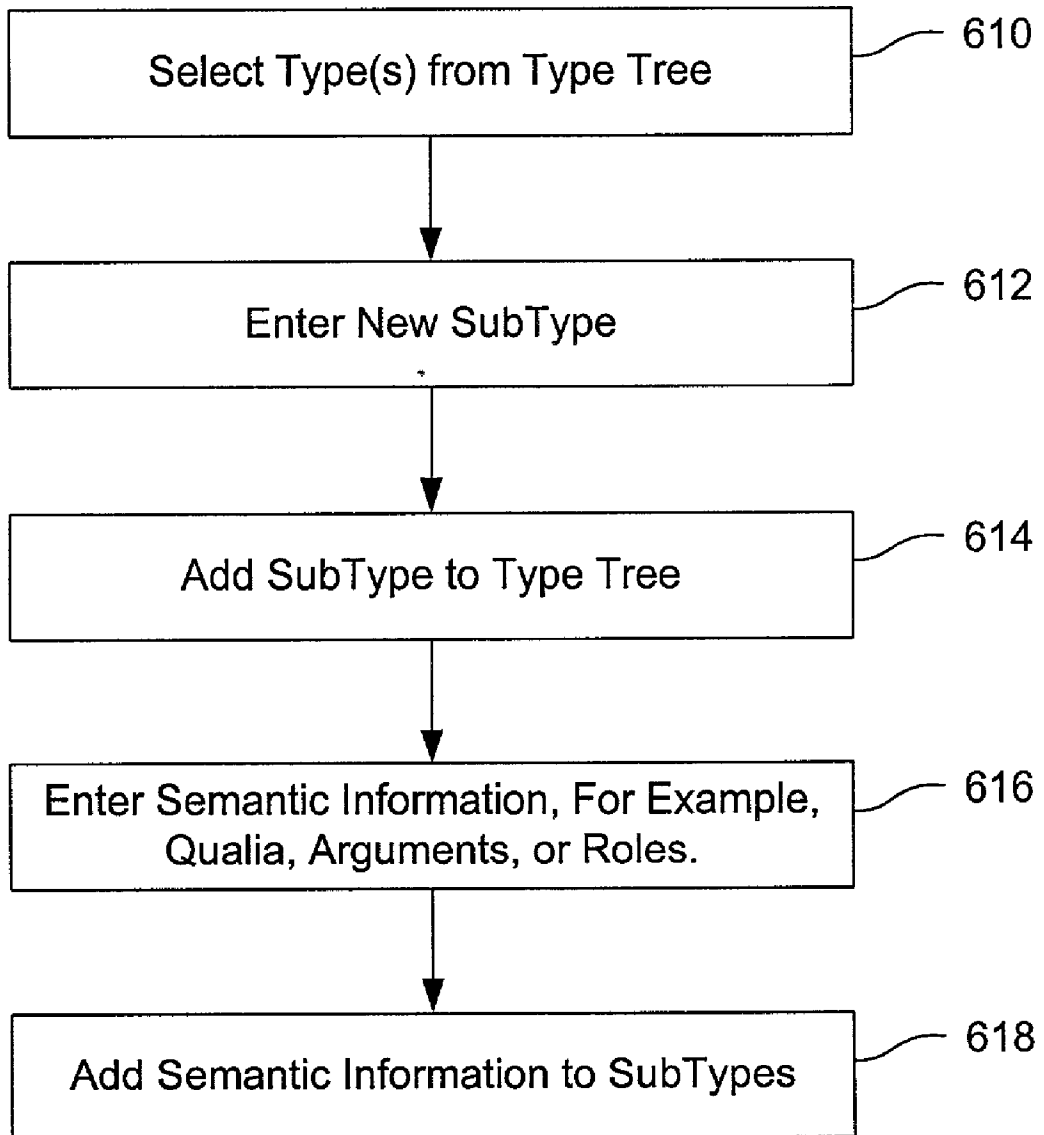 Select Type(s) from Type Tree
610
Enter New SubType
612
Add SubType to Type Tree
614
Enter Semantic Information, For Example,
Qualia, Arguments, or Roles.
616
Add Semantic Information to SubTypes
618